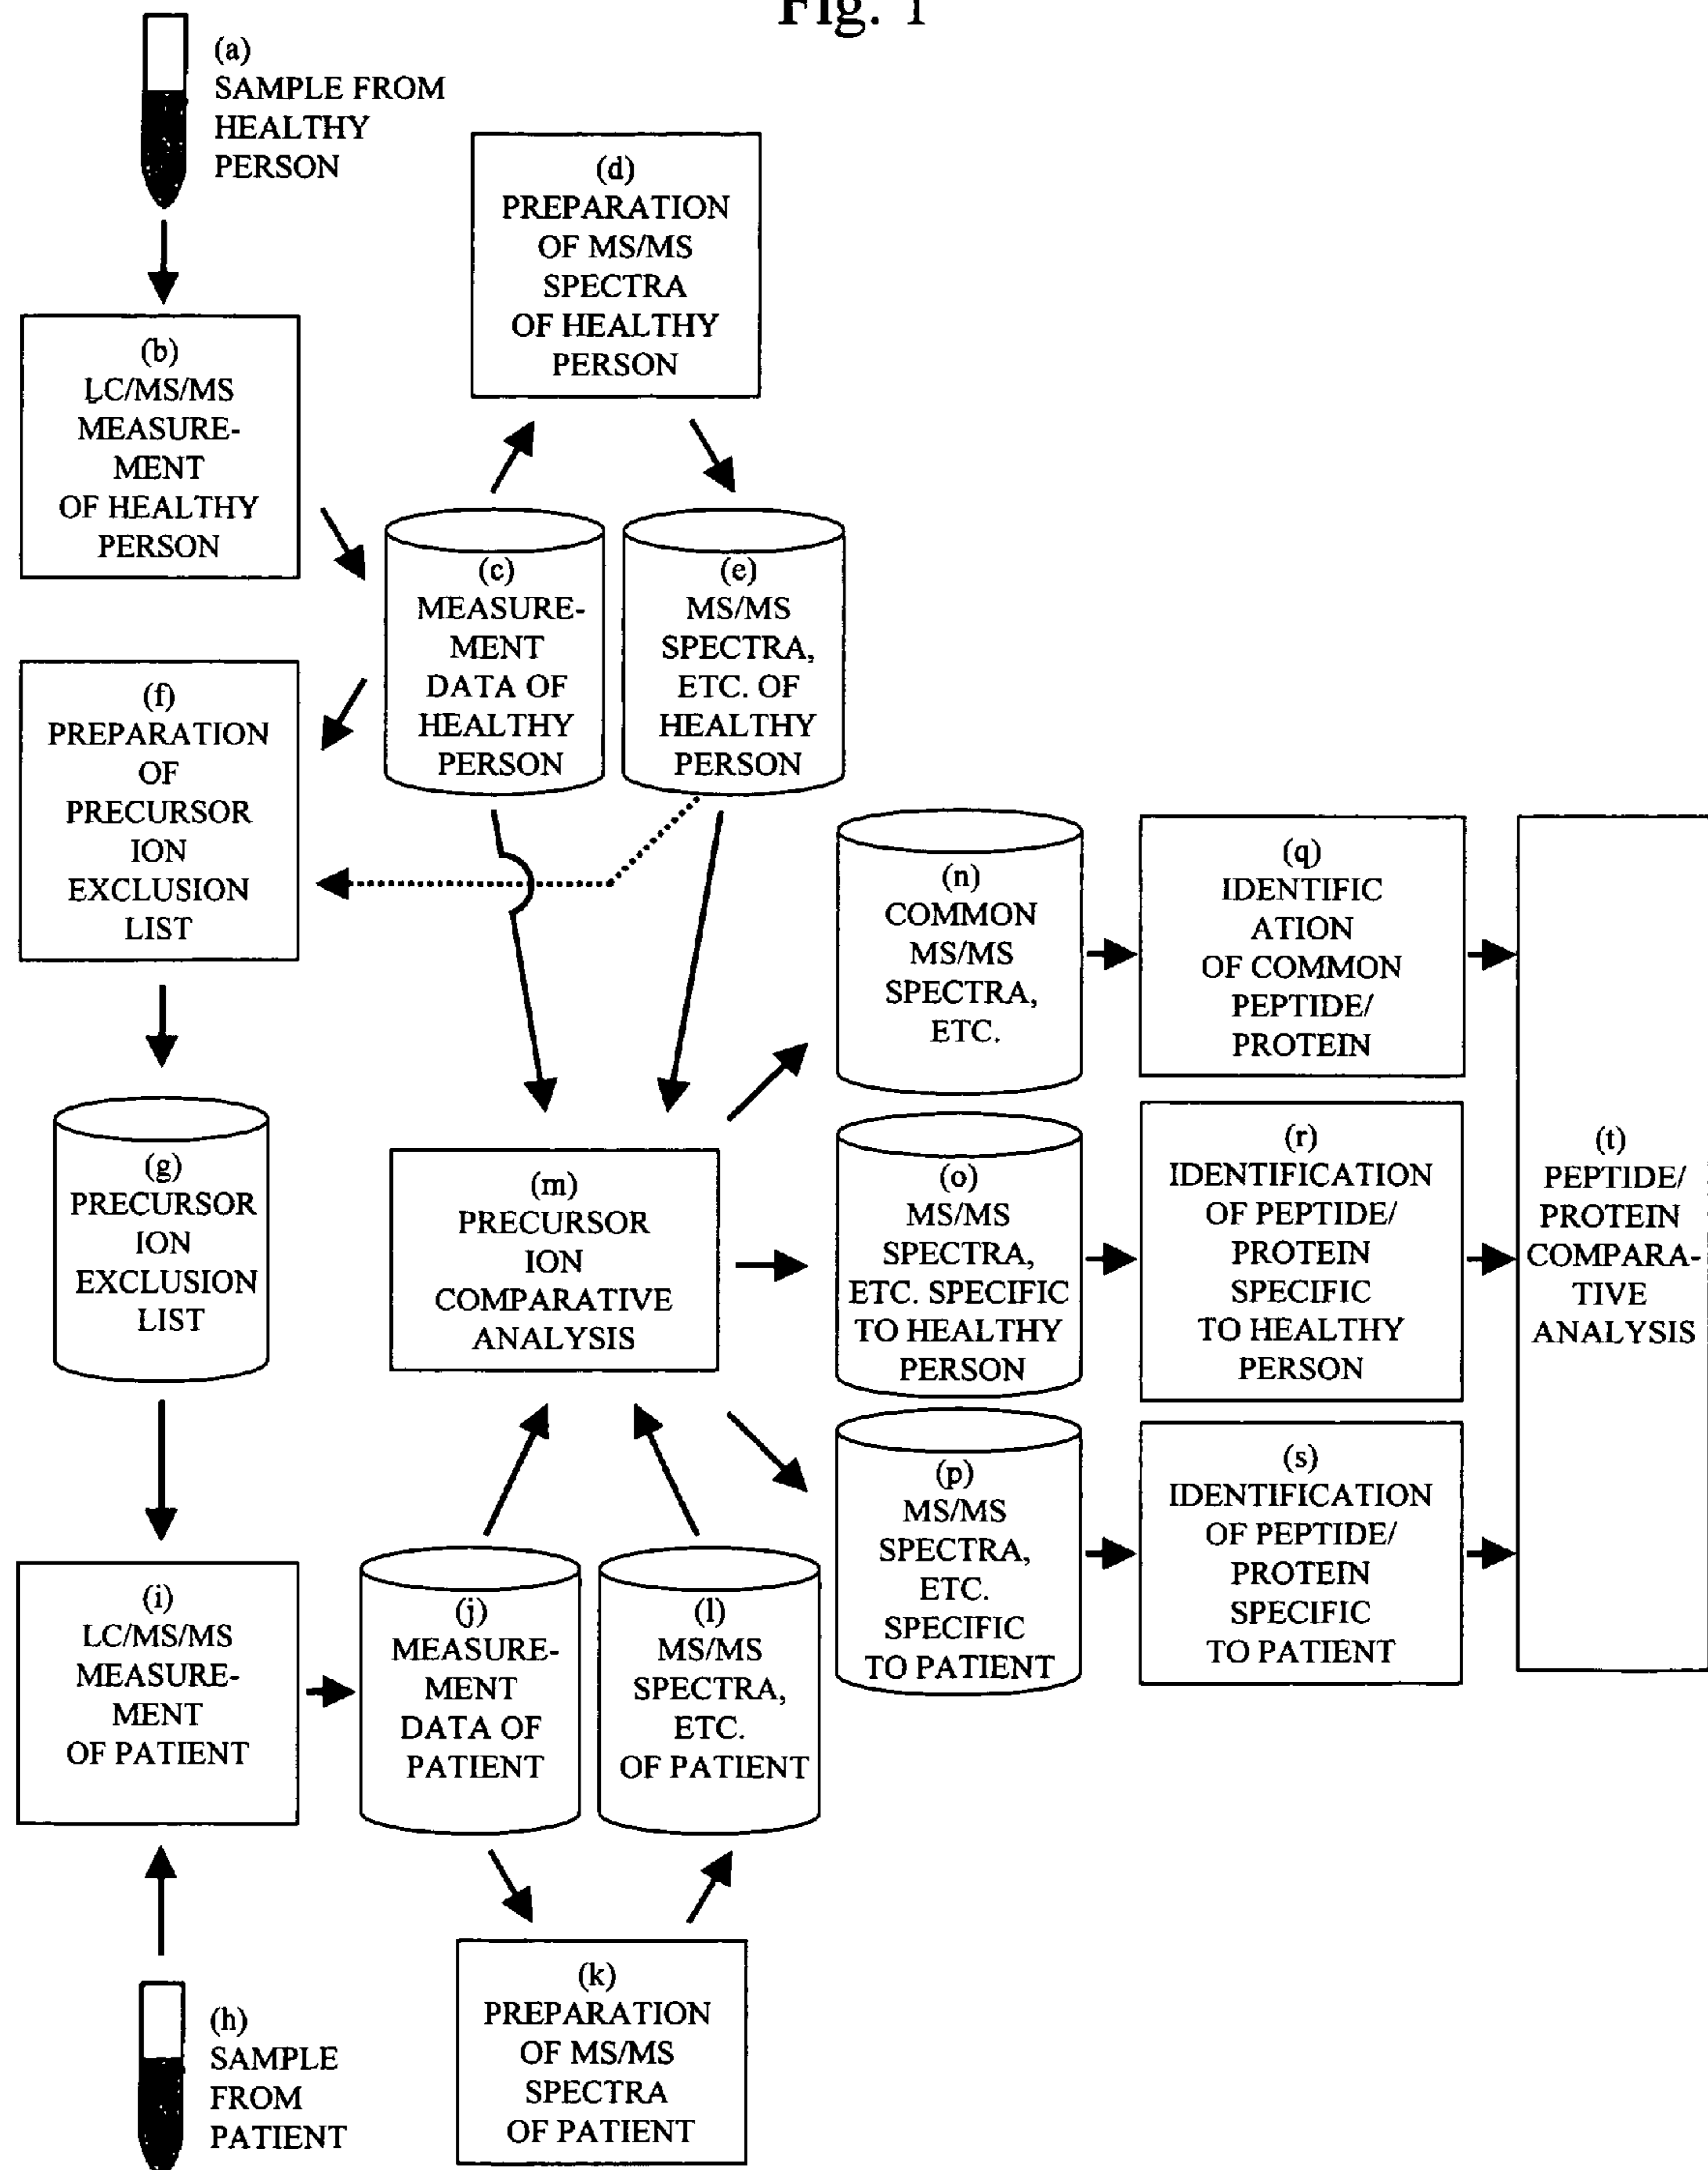 Fig. 1
(a)
SAMPLE FROM
HEALTHY
PERSON
(b)
LC/MS/MS
MEASURE-
MENT
OF HEALTHY
PERSON
(c)
MEASURE-
MENT
DATA OF
HEALTHY
PERSON
(d)
PREPARATION
OF MS/MS
SPECTRA
OF HEALTHY
PERSON
(e)
MS/MS
SPECTRA,
ETC. OF
HEALTHY
PERSON
(f)
PREPARATION
OF
PRECURSOR
ION
EXCLUSION
LIST
(g)
PRECURSOR
ION
EXCLUSION
LIST
(h)
SAMPLE
FROM
PATIENT
(i)
LC/MS/MS
MEASURE-
MENT
OF PATIENT
(j)
MEASURE-
MENT
DATA OF
PATIENT
(k)
PREPARATION
OF MS/MS
SPECTRA
OF PATIENT
(l)
MS/MS
SPECTRA,
ETC.
OF PATIENT
(m)
PRECURSOR
ION
COMPARATIVE
ANALYSIS
(n)
COMMON
MS/MS
SPECTRA,
ETC.
(o)
MS/MS
SPECTRA,
ETC. SPECIFIC
TO HEALTHY
PERSON
(p)
MS/MS
SPECTRA,
ETC.
SPECIFIC
TO PATIENT
(q)
IDENTIFIC
ATION
OF COMMON
PEPTIDE/
PROTEIN
(r)
IDENTIFICATION
OF PEPTIDE/
PROTEIN
SPECIFIC
TO HEALTHY
PERSON
(s)
IDENTIFICATION
OF PEPTIDE/
PROTEIN
SPECIFIC
TO PATIENT
(t)
PEPTIDE/
PROTEIN
COMPARA-
TIVE
ANALYSIS